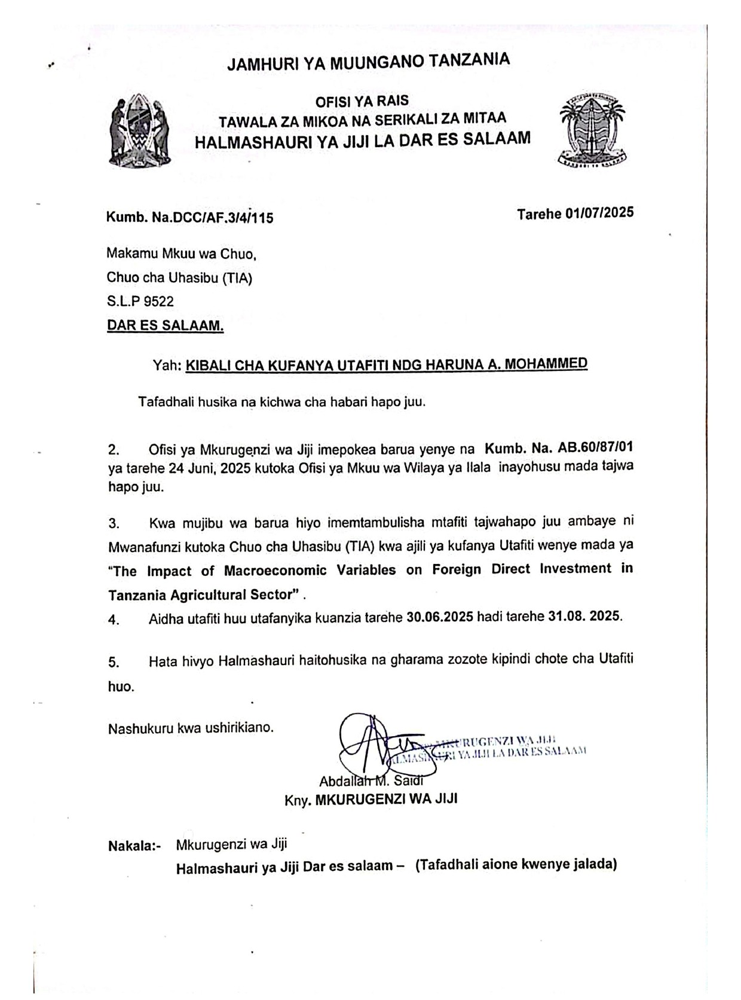 JAMHURI YA MUUNGANO TANZANIA
OFISI YA RAIS
TAWALA ZA MIKOA NA SERIKALI ZA MITAA
HALMASHAURI YA JIJI LA DAR ES SALAAM
Kumb. Na.DCC/AF.3/4/115
Tarehe 01/07/2025
Makamu Mkuu wa Chuo,
Chuo cha Uhasibu (TIA)
S.L.P 9522
DAR ES SALAAM.
Yah: KIBALI CHA KUFANYA UTAFITI NDG HARUNA A. MOHAMMED
Tafadhali husika na kichwa cha habari hapo juu.
2. Ofisi ya Mkurugenzi wa Jiji imepokea barua yenye na Kumb. Na. AB.60/87/01
ya tarehe 24 Juni, 2025 kutoka Ofisi ya Mkuu wa Wilaya ya Ilala inayohusu mada tajwa
hapo juu.
3. Kwa mujibu wa barua hiyo imemtambulisha mtafiti tajwahapo juu ambaye ni
Mwanafunzi kutoka Chuo cha Uhasibu (TIA) kwa ajili ya kufanya Utafiti wenye mada ya
“The Impact of Macroeconomic Variables on Foreign Direct Investment in
Tanzania Agricultural Sector” .
4. Aidha utafiti huu utafanyika kuanzia tarehe 30.06.2025 hadi tarehe 31.08. 2025.
5. Hata hivyo Halmashauri haitohusika na gharama zozote kipindi chote cha Utafiti
huo.
Nashukuru kwa ushirikiano.
MKURUGENZI WA JIJI
YA JIJI LA DAR ES SALAAM
Abdallah M. Saidi
Kny. MKURUGENZI WA JIJI
Nakala:- Mkurugenzi wa Jiji
Halmashauri ya Jiji Dar es salaam – (Tafadhali aione kwenye jalada)